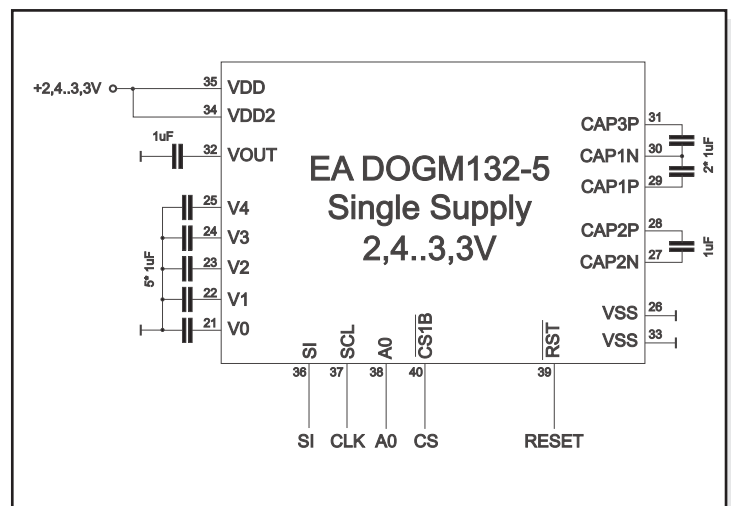 +2,4..3,3V
35 VDD
34 VDD2
1uF
32 VOUT
25 V4
24 V3
23 V2
22 V1
21 V0
5* 1uF
EA DOGM132-5
Single Supply
2,4..3,3V
CAP3P 31
CAP1N 30
CAP1P 29
2* 1uF
CAP2P 28
CAP2N 27
1uF
VSS 26
VSS 33
SI
SCL
A0
CS1B
RST
36
37
38
40
39
SI CLK A0 CS RESET